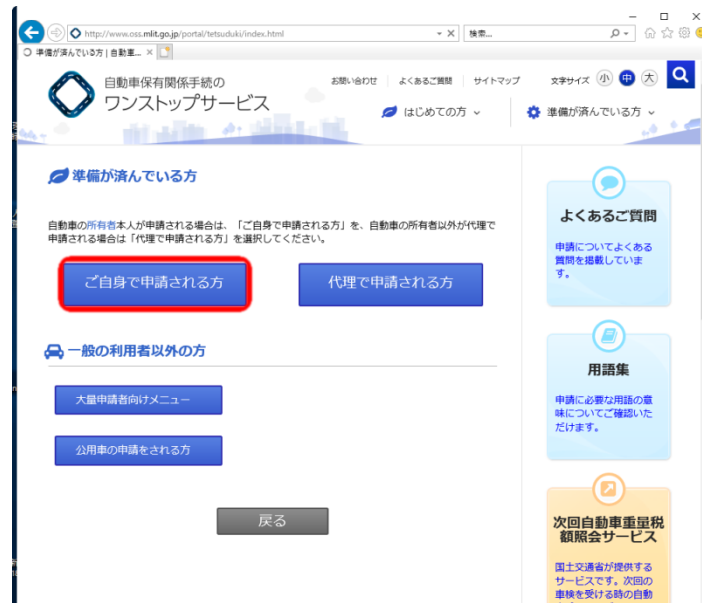 http://www.oss.mlit.go.jp/portal/tetsuduki/index.html
検索...
準備が済んでいる方 | 自動車...
自動車保有関係手続の
ワンストップサービス
お問い合わせ よくあるご質問 サイトマップ 文字サイズ 小 中 大
はじめての方 準備が済んでいる方
準備が済んでいる方
自動車の所有者本人が申請される場合は、「ご自身で申請される方」を、自動車の所有者以外が代理で
申請される場合は「代理で申請される方」を選択してください。
ご自身で申請される方 代理で申請される方
一般の利用者以外の方
大量申請者向けメニュー
公用車の申請をされる方
戻る
よくあるご質問
申請についてよくある
質問を掲載していま
す。
用語集
申請に必要な用語の意
味についてご確認いた
だけます。
次回自動車重量税
額照会サービス
国土交通省が提供する
サービスです。次回の
車検を受ける時の自動